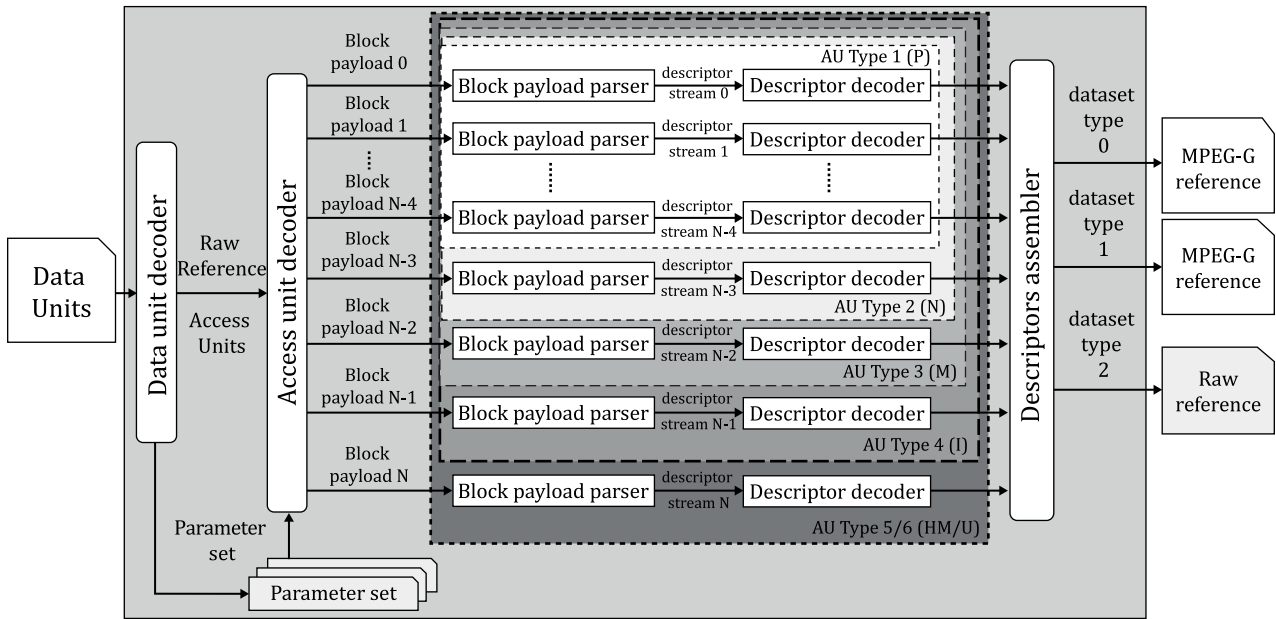 Data
Units
Data unit decoder
Raw
Reference
Access
Units
Parameter
set
Parameter set
Access unit decoder
Block
payload 0
Block
payload 1
Block
payload N-4
Block
payload N-3
Block
payload N-2
Block
payload N-1
Block
payload N
AU Type 1 (P)
Block payload parser
descriptor
stream 0
Descriptor decoder
Block payload parser
descriptor
stream 1
Descriptor decoder
Block payload parser
descriptor
stream N-4
Descriptor decoder
Block payload parser
descriptor
stream N-3
Descriptor decoder
AU Type 2 (N)
Block payload parser
descriptor
stream N-2
Descriptor decoder
AU Type 3 (M)
Block payload parser
descriptor
stream N-1
Descriptor decoder
AU Type 4 (I)
Block payload parser
descriptor
stream N
Descriptor decoder
AU Type 5/6 (HM/U)
Descriptors assembler
dataset
type
0
MPEG-G
reference
dataset
type
1
MPEG-G
reference
dataset
type
2
Raw
reference